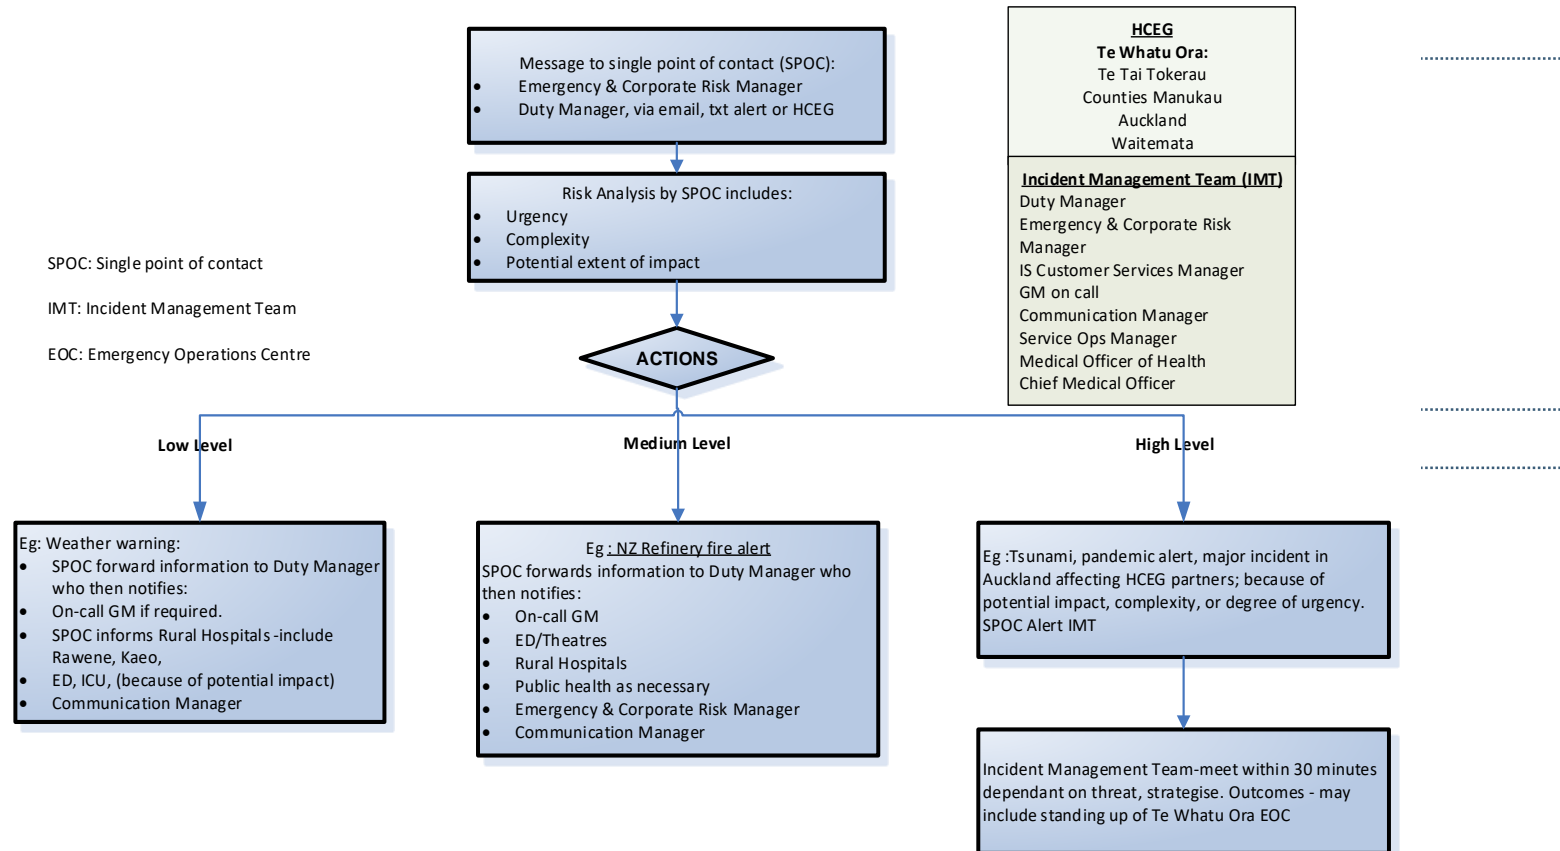 Message to single point of contact (SPOC):
• Emergency & Corporate Risk Manager
• Duty Manager, via email, txt alert or HCEG
HCEG
Te Whatu Ora:
Te Tai Tokerau
Counties Manukau
Auckland
Waitemata
Incident Management Team (IMT)
Duty Manager
Emergency & Corporate Risk
Manager
IS Customer Services Manager
GM on call
Communication Manager
Service Ops Manager
Medical Officer of Health
Chief Medical Officer
Risk Analysis by SPOC includes:
• Urgency
• Complexity
• Potential extent of impact
SPOC: Single point of contact
IMT: Incident Management Team
EOC: Emergency Operations Centre
ACTIONS
Low Level
Medium Level
High Level
Eg: Weather warning:
• SPOC forward information to Duty Manager
who then notifies:
• On-call GM if required.
• SPOC informs Rural Hospitals -include
Rawene, Kaeo,
• ED, ICU, (because of potential impact)
• Communication Manager
Eg : NZ Refinery fire alert
SPOC forwards information to Duty Manager who
then notifies:
• On-call GM
• ED/Theatres
• Rural Hospitals
• Public health as necessary
• Emergency & Corporate Risk Manager
• Communication Manager
Eg :Tsunami, pandemic alert, major incident in
Auckland affecting HCEG partners; because of
potential impact, complexity, or degree of urgency.
SPOC Alert IMT
Incident Management Team-meet within 30 minutes
dependant on threat, strategise. Outcomes - may
include standing up of Te Whatu Ora EOC